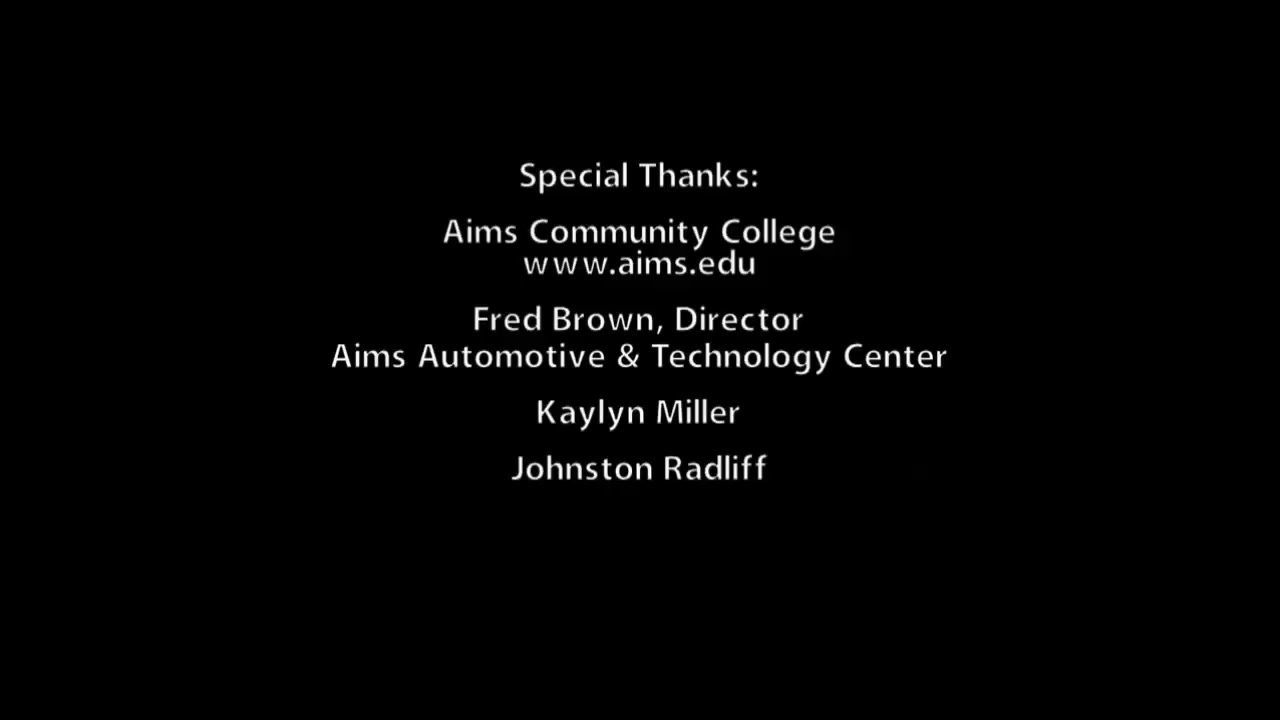 Special Thanks:
Aims Community College
www.aims.edu
Fred Brown, Director
Aims Automotive & Technology Center
Kaylyn Miller
Johnston Radliff